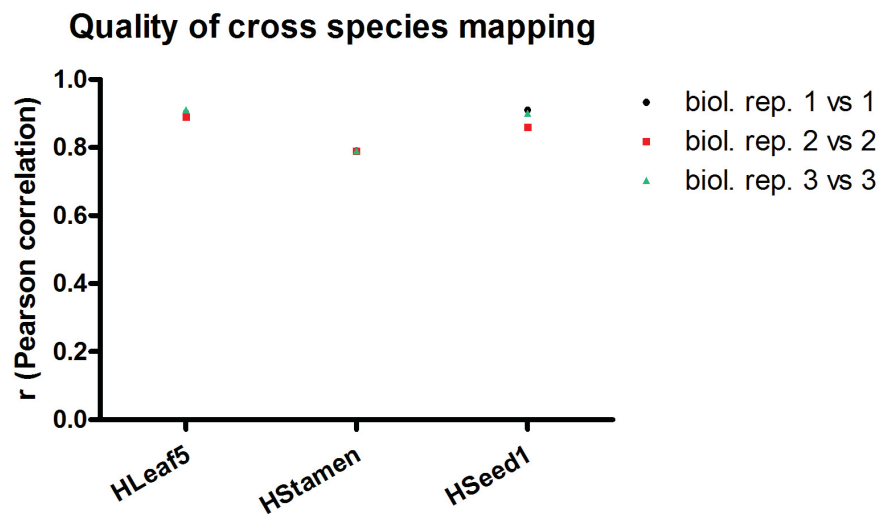 Quality of cross species mapping
r (Pearson correlation)
1.0
0.8
0.6
0.4
0.2
0.0
HLeaf5
HStamen
HSeed1
biol. rep. 1 vs 1
biol. rep. 2 vs 2
biol. rep. 3 vs 3